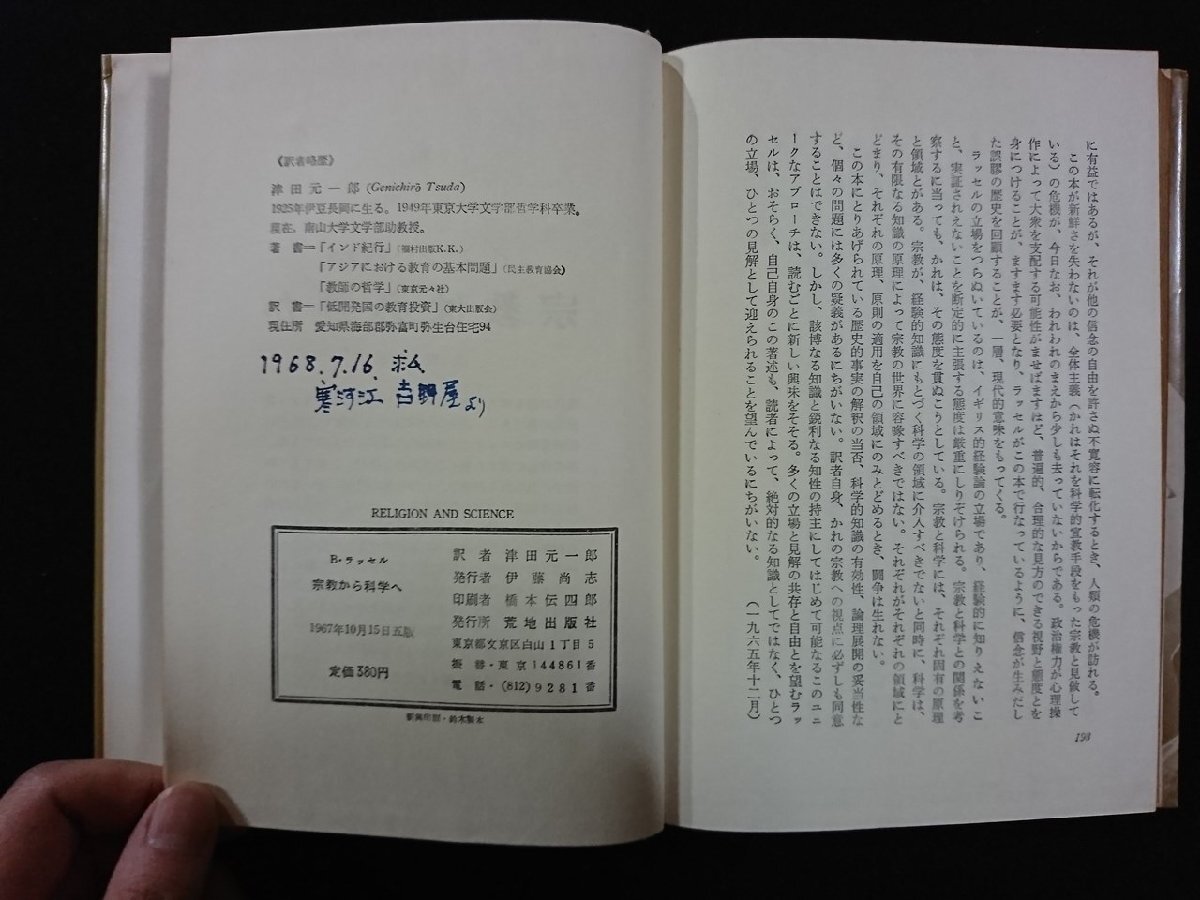 に有益ではあるが、それが他の信念の自由を許さぬ不寛容に転化するとき、人類の危機が訪れる。
この本が新鮮さを失わないのは、全体主義（かれはそれを科学的宣教手段をもった宗教と見做して
いる）の危機が、今日なお、われわれのまえから少しも去っていないからである。政治権力が心理操
作によって大衆を支配する可能性がませばますほど、普遍的、合理的な見方のできる視野と態度とを
身につけることが、ますます必要となり、ラッセルがこの本で行なっているように、信念が生みだし
た誤謬の歴史を回顧することが、一層、現代的意味をもってくる。
ラッセルの立場をつらぬいているのは、イギリス的経験論の立場であり、経験的に知りえないこ
と、実証されえないことを断定的に主張する態度は厳重にしりぞけられる。宗教と科学との関係を考
察するに当っても、かれは、その態度を貫ぬこうとしている。宗教と科学には、それぞれ固有の原理
と領域とがある。宗教が、経験的知識にもとづく科学の領域に介入すべきでないと同時に、科学は、
その有限なる知識の原理によって宗教の世界に容喙すべきではない。それぞれがそれぞれの領域にと
どまり、それぞれの原理、原則の適用を自己の領域にのみとどめるとき、闘争は生れない。
この本にとりあげられている歴史的事実の解釈の当否、科学的知識の有効性、論理展開の妥当性な
ど、個々の問題には多くの疑義があるにちがいない。訳者自身、かれの宗教への視点に必ずしも同意
することはできない。しかし、該博なる知識と鋭利なる知性の持主にしてはじめて可能なるこのユニ
ークなアプローチは、読むごとに新しい興味をそそる。多くの立場と見解の共存と自由とを望むラッ
セルは、おそらく、自己自身のこの著述も、読者によって、絶対的なる知識としてではなく、ひとつ
の立場、ひとつの見解として迎えられることを望んでいるにちがいない。
（一九六五年十二月）
193
《訳者略歴》
津田元一郎（Genichirō Tsuda）
1925年伊豆長岡に生る。1949年東京大学文学部哲学科卒業。
現在、南山大学文学部助教授。
著　書＝「インド紀行」（福村出版K.K.）
「アジアにおける教育の基本問題」（民主教育協会）
「教師の哲学」（東京元々社）
訳　書＝「低開発国の教育投資」（東大出版会）
現住所　愛知県海部郡弥富町弥生台住宅94
1968.7.16. 求ム
寒河江 吉野屋より
RELIGION AND SCIENCE
B・ラッセル
宗教から科学へ
1967年10月15日五版
定価 380円
訳　者　津田元一郎
発行者　伊藤尚志
印刷者　橋本伝四郎
発行所　荒地出版社
東京都文京区白山1丁目5
振替・東京144861番
電話・(812)9281番
新興印刷・鈴木製本